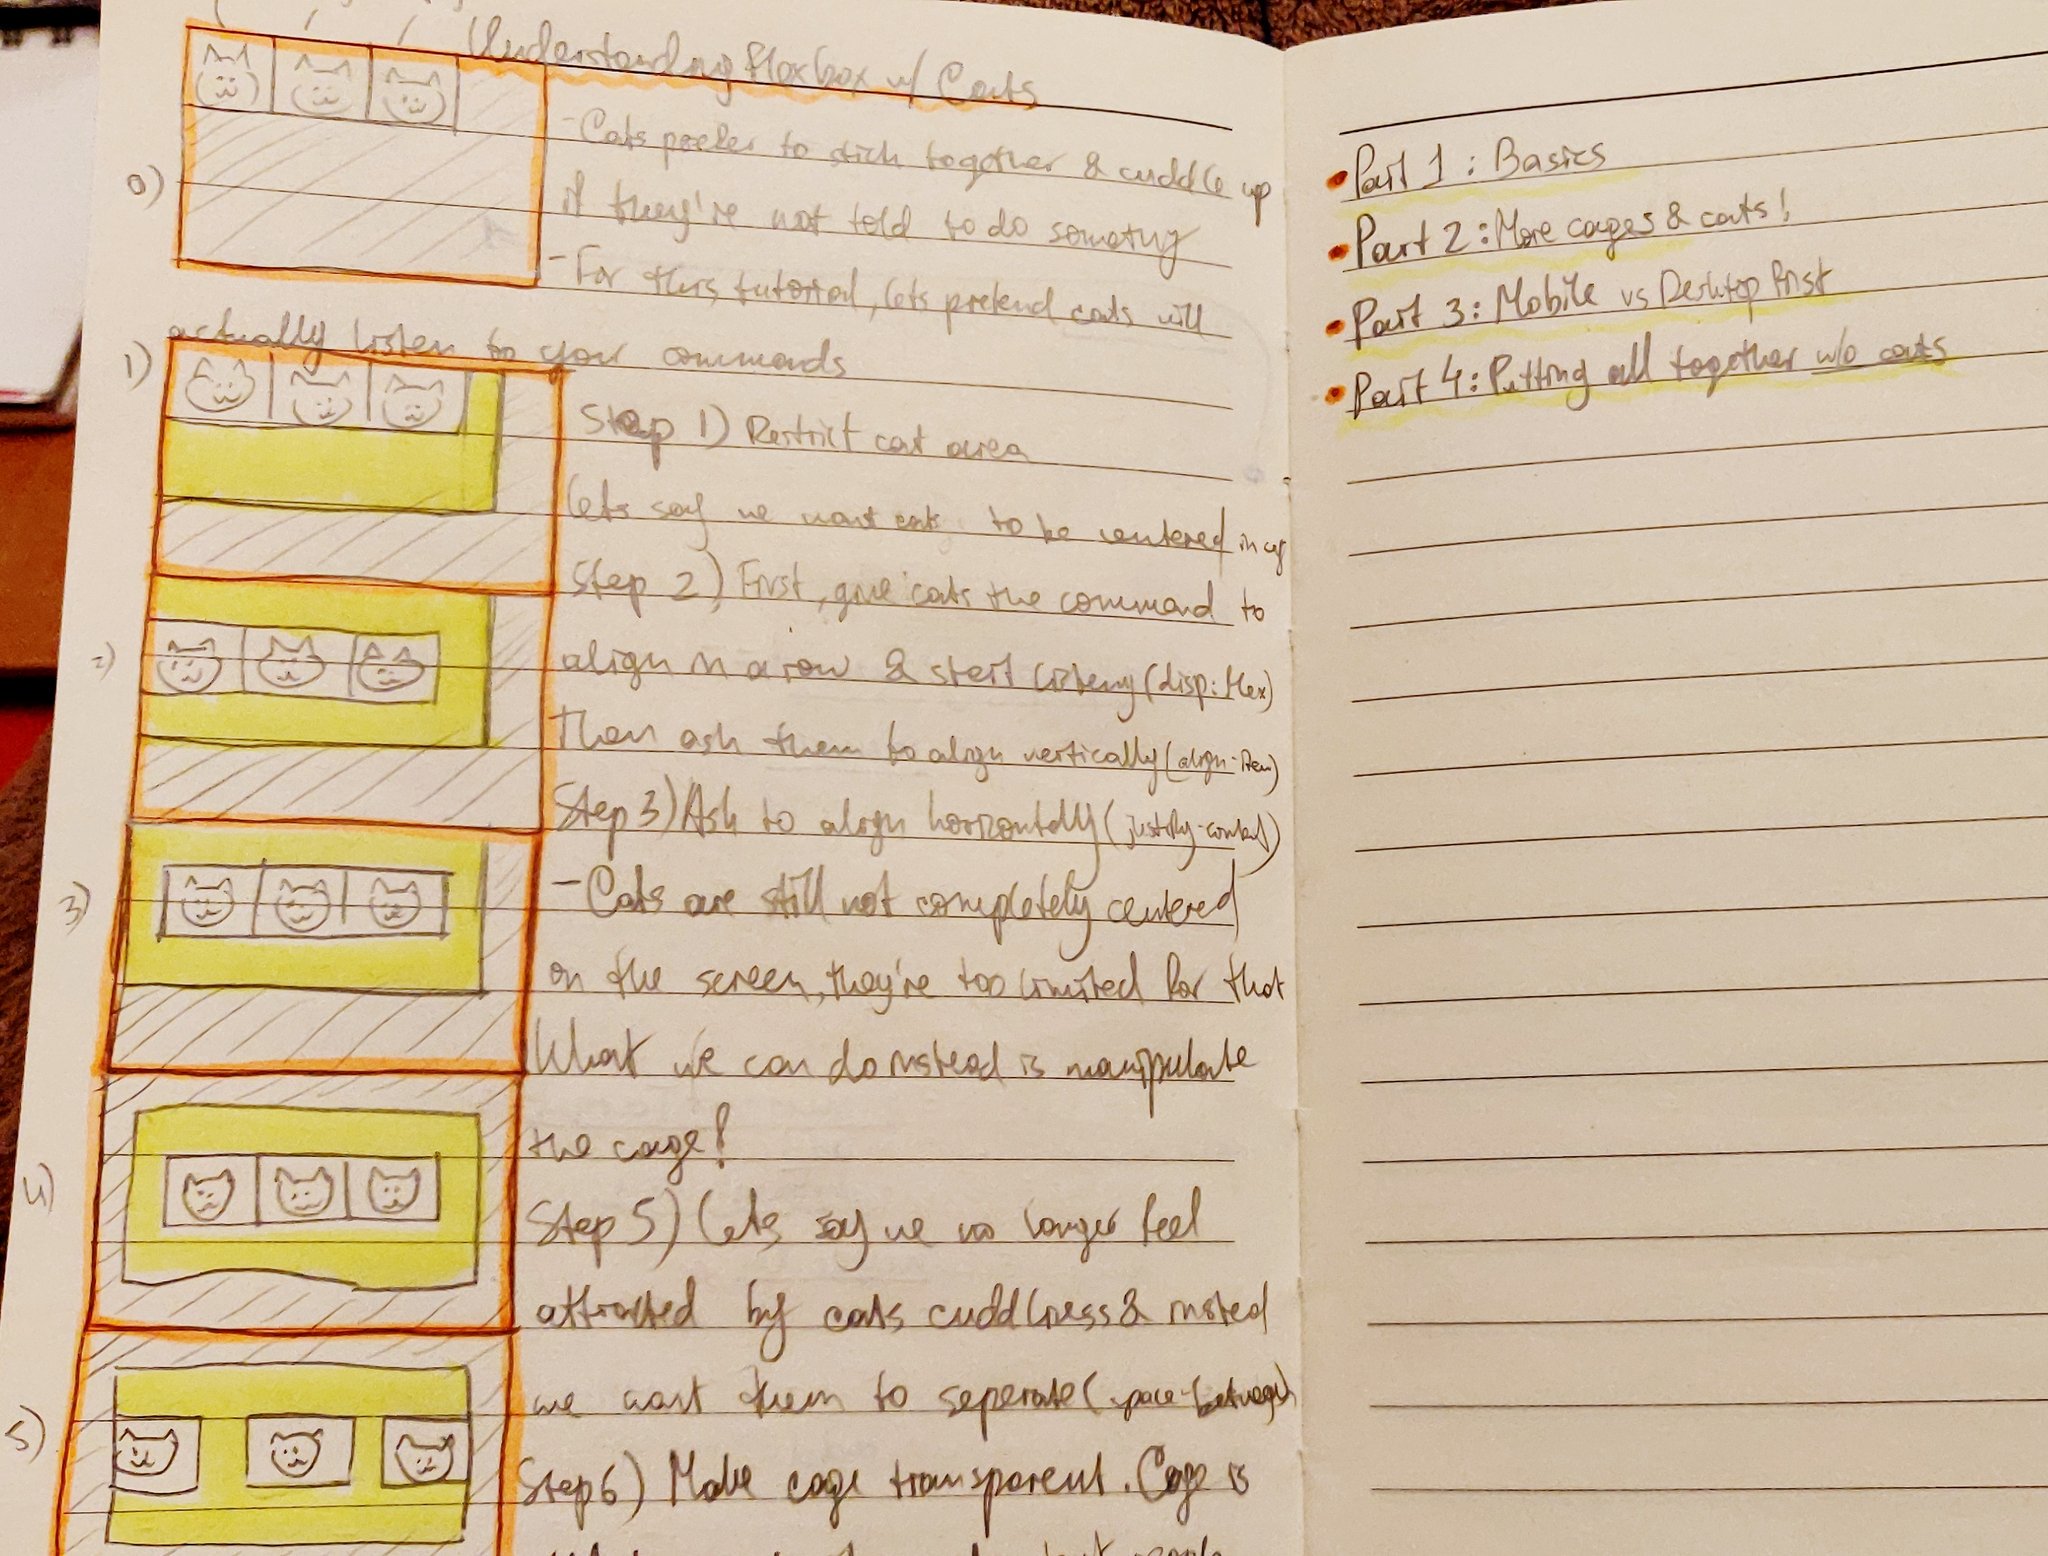 Understanding Flexbox w/ Cats
0)
- Cats prefer to stick together & cuddle up
if they're not told to do
- For this tutorial, lets pretend cats will
actually listen to your commands
1)
Step 1) Restrict cat area
lets say we want cats to be centered in
2)
Step 2) First, give cats the command to
align in a row & start (disp: flex)
Then ask them to align vertically (align-item)
Step 3) Ask to align horizontally (justify-content)
3)
- Cats are still not completely centered
on the screen, they're too limited for that
What we can do instead is manipulate
the cage!
4)
Step 5) Lets say we no longer feel
attracted by cats cuddliness & insted
we want them to seperate (space-between)
5)
Step 6) Make cage transparent. Cage is
people
• Part 1: Basics
• Part 2: More cages & cats!
• Part 3: Mobile vs Desktop first
• Part 4: Putting all together w/o cats